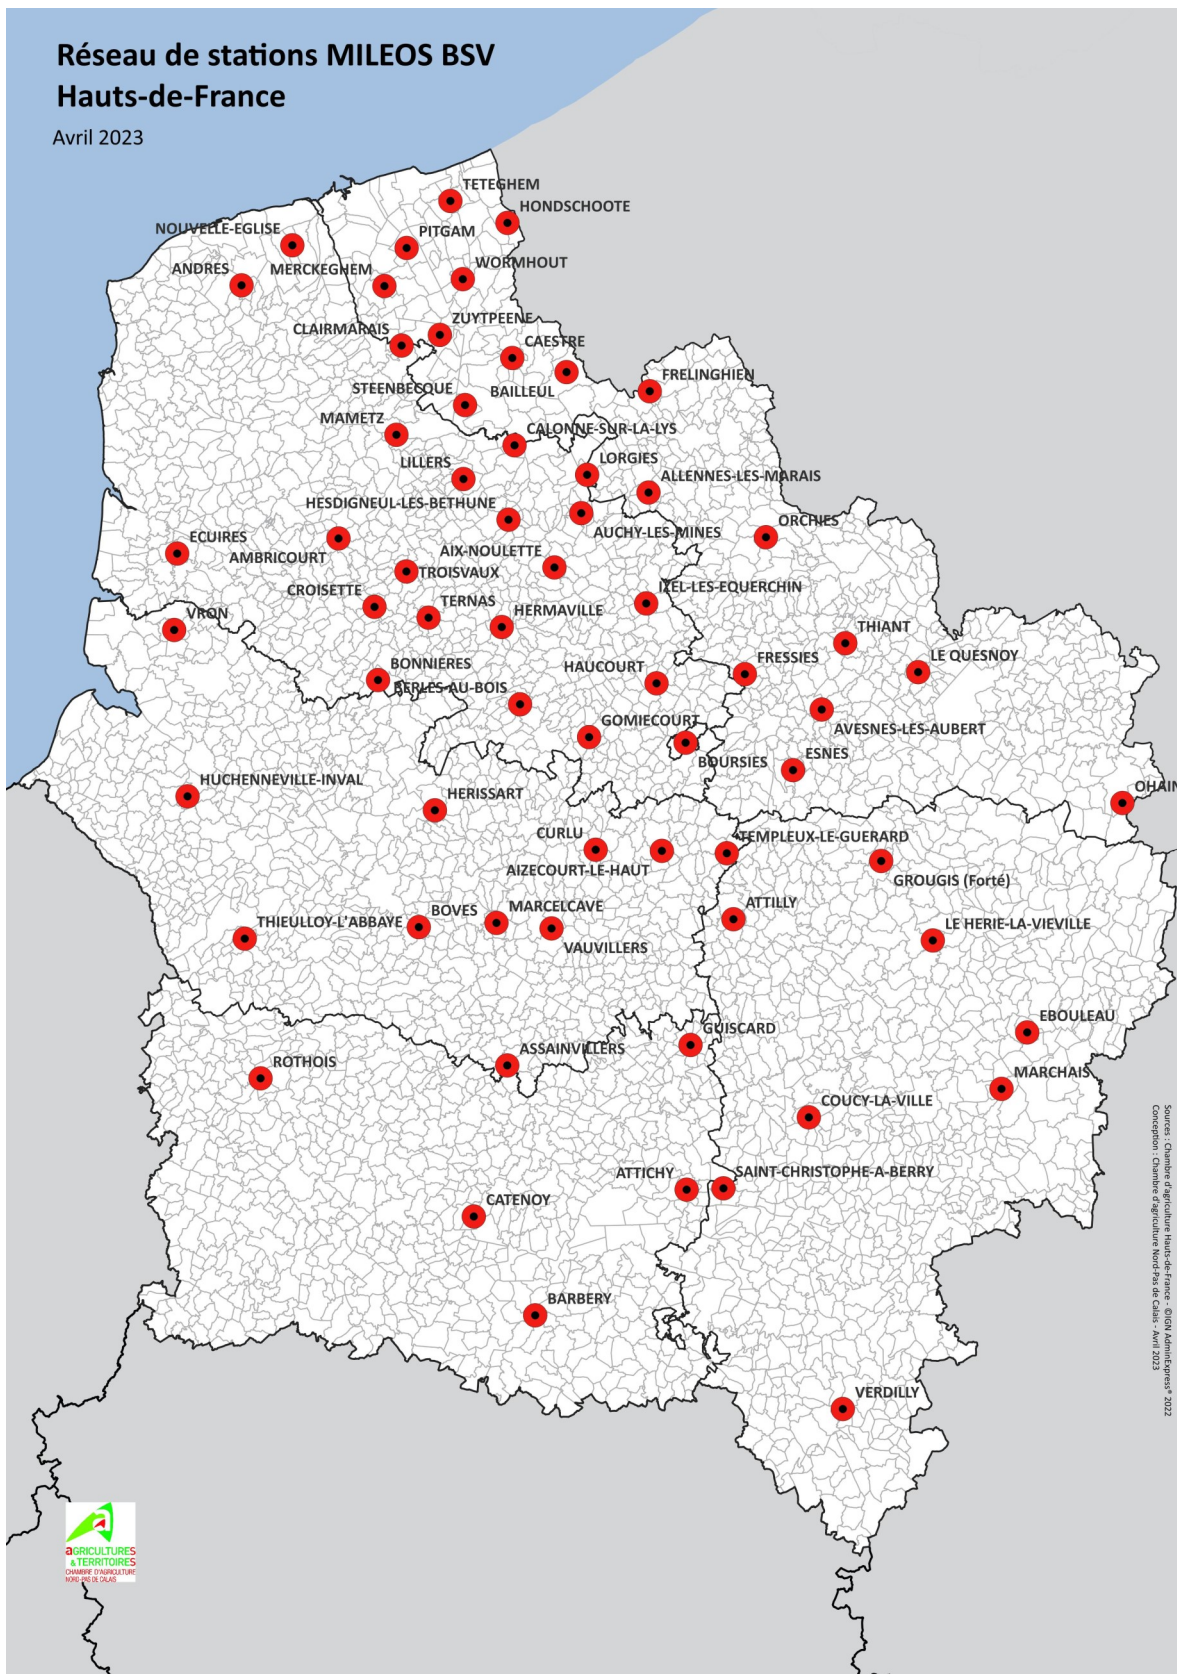 Réseau de stations MILEOS BSV
Hauts-de-France
Avril 2023
TETEGHEM
HONDSCHOOTE
NOUVELLE-EGLISE
PITGAM
ANDRES
MERCKEGHEM
WORMHOUT
CLAIRMARAIS
ZUYTPEENE
CAESTRE
FRELINGHIEN
STEENBECQUE
BAILLEUL
MAMETZ
CALONNE-SUR-LA-LYS
LILLERS
LORGIES
ALLENNES-LES-MARAIS
HESDIGNEUL-LES-BETHUNE
ORCHIES
AUCHY-LES-MINES
ECUIRES
AMBRICOURT
AIX-NOULETTE
TROISVAUX
CROISETTE
TERNAS
IZEL-LES-EQUERCHIN
VRON
HERMAVILLE
THIANT
BONNIERES
HAUCOURT
FRESSIES
LE QUESNOY
BERLES-AU-BOIS
GOMIECOURT
AVESNES-LES-AUBERT
BOURSIES
ESNES
HUCHENNEVILLE-INVAL
OHAIN
HERISSART
CURLU
TEMPLEUX-LE-GUERARD
AIZECOURT-LE-HAUT
GROUGIS (Forté)
THIEULLOY-L'ABBAYE
BOVES
MARCELCAVE
ATTILLY
LE HERIE-LA-VIEVILLE
VAUVILLERS
EBOULEAU
GUISCARD
ASSAINVILLERS
ROTHOIS
MARCHAIS
COUCY-LA-VILLE
ATTICHY
SAINT-CHRISTOPHE-A-BERRY
CATENOY
BARBERY
VERDILLY
Sources : Chambre d'agriculture Hauts-de-France - ©IGN AdminExpress® 2022
Conception : Chambre d'agriculture Nord-Pas de Calais - Avril 2023
aGRICULTURES
& TERRITOIRES
CHAMBRE D'AGRICULTURE
NORD-PAS DE CALAIS